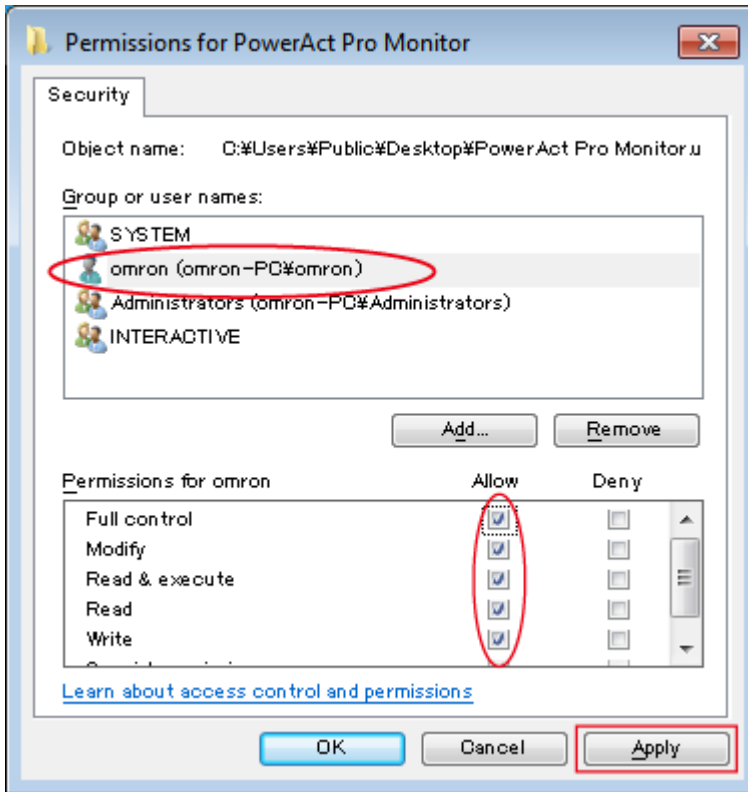 Permissions for PowerAct Pro Monitor
Security
Object name: C:¥Users¥Public¥Desktop¥PowerAct Pro Monitor.u
Group or user names:
SYSTEM
omron (omron-PC¥omron)
Administrators (omron-PC¥Administrators)
INTERACTIVE
Add... Remove
Permissions for omron Allow Deny
Full control
Modify
Read & execute
Read
Write
Learn about access control and permissions
OK Cancel Apply